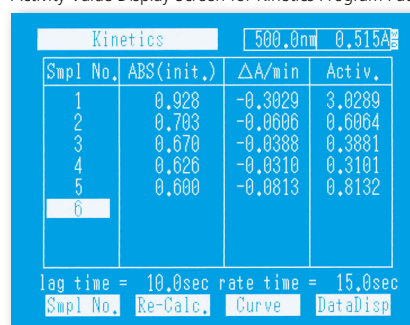 Kinetics 500.0nm 0.515A
Smpl No. ABS(init.) △A/min Activ.
1 0.928 -0.3029 3.0289
2 0.703 -0.0606 0.6064
3 0.670 -0.0388 0.3881
4 0.626 -0.0310 0.3101
5 0.600 -0.0813 0.8132
6
lag time = 10.0sec rate time = 15.0sec
Smpl No. Re-Calc. Curve DataDisp